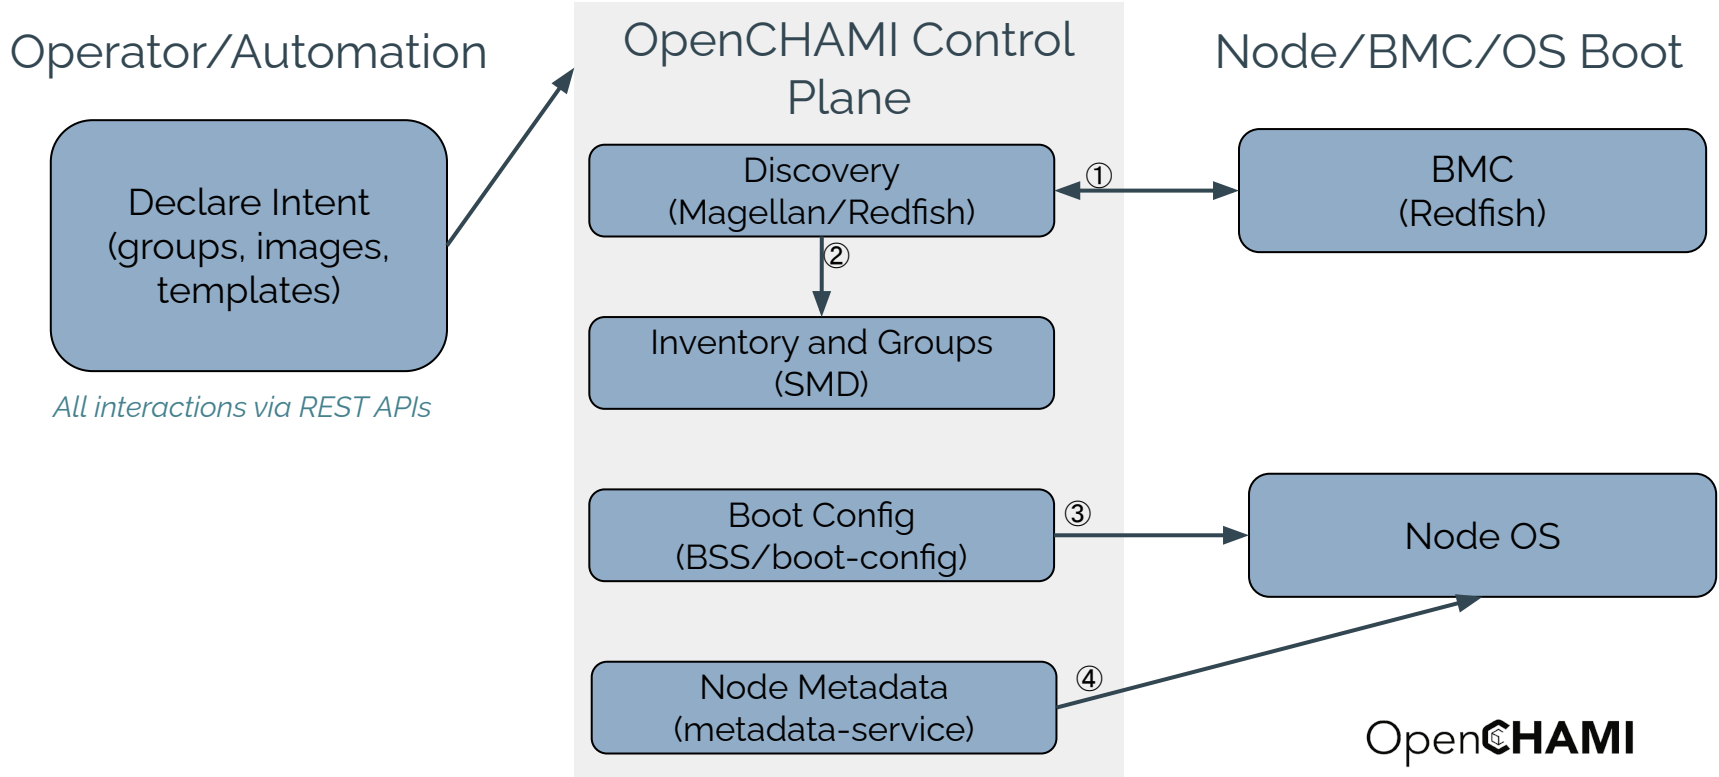 Operator/Automation
Declare Intent
(groups, images,
templates)
All interactions via REST APIs
OpenCHAMI Control
Plane
Discovery
(Magellan/Redfish)
①
②
Inventory and Groups
(SMD)
Boot Config
(BSS/boot-config)
③
Node Metadata
(metadata-service)
④
Node/BMC/OS Boot
BMC
(Redfish)
Node OS
OpenCHAMI